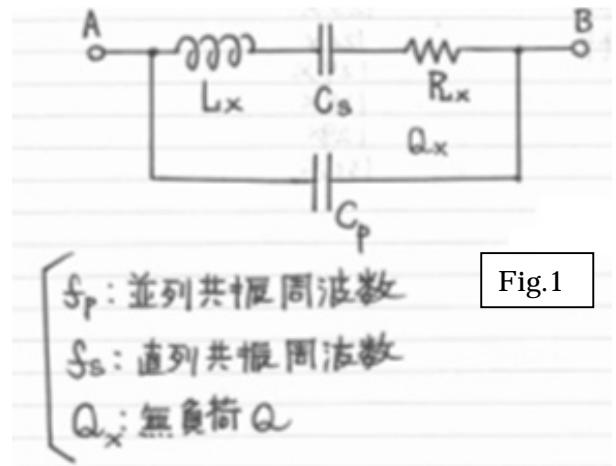 A B
Lx Cs Rx
Qx
Cp
Fig.1
fp: 並列共振周波数
fs: 直列共振周波数
Qx: 無負荷Q